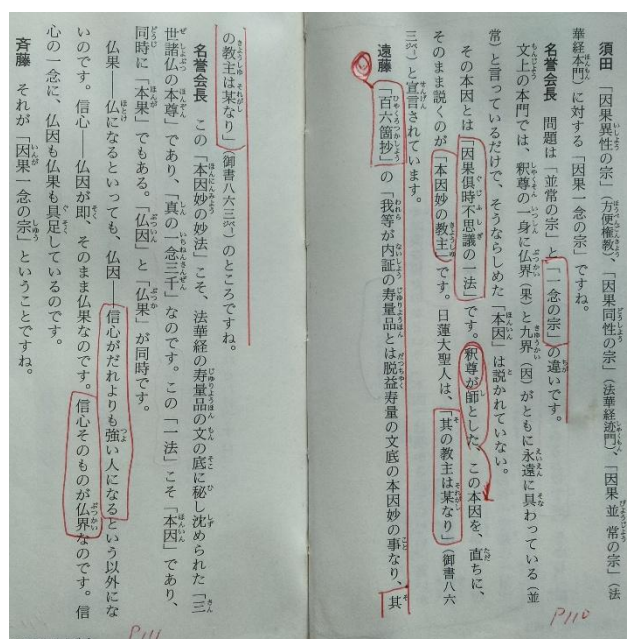 須田　「因果異性の宗」（方便権教）、「因果同性の宗」（法華経迹門）、「因果並常の宗」（法
華経本門）に対する「因果一念の宗」ですね。
名誉会長　問題は「並常の宗」と「一念の宗」の違いです。
文上の本門では、釈尊の一身に仏界（果）と九界（因）がともに永遠に具わっている（並
常）と言っているだけで、そうならしめた「本因」は説かれていない。
その本因とは「因果倶時不思議の一法」です。釈尊が師とした、この本因を、直ちに、
そのまま説くのが「本因妙の教主」です。日蓮大聖人は、「其の教主は某なり」（御書八六
三㌻）と宣言されています。
遠藤　「百六箇抄」の「我等が内証の寿量品とは脱益寿量の文底の本因妙の事なり、其
P110
の教主は某なり」（御書八六三㌻）のところですね。
名誉会長　この「本因妙の妙法」こそ、法華経の寿量品の文の底に秘し沈められた「三
世諸仏の本尊」であり、「真の一念三千」なのです。この「一法」こそ「本因」であり、
同時に「本果」でもある。「仏因」と「仏果」が同時です。
仏果——仏になるといっても、仏因——信心がだれよりも強い人になるという以外にな
いのです。信心——仏因が即、そのまま仏果なのです。信心そのものが仏界なのです。信
心の一念に、仏因も仏果も具足しているのです。
斉藤　それが「因果一念の宗」ということですね。
P111